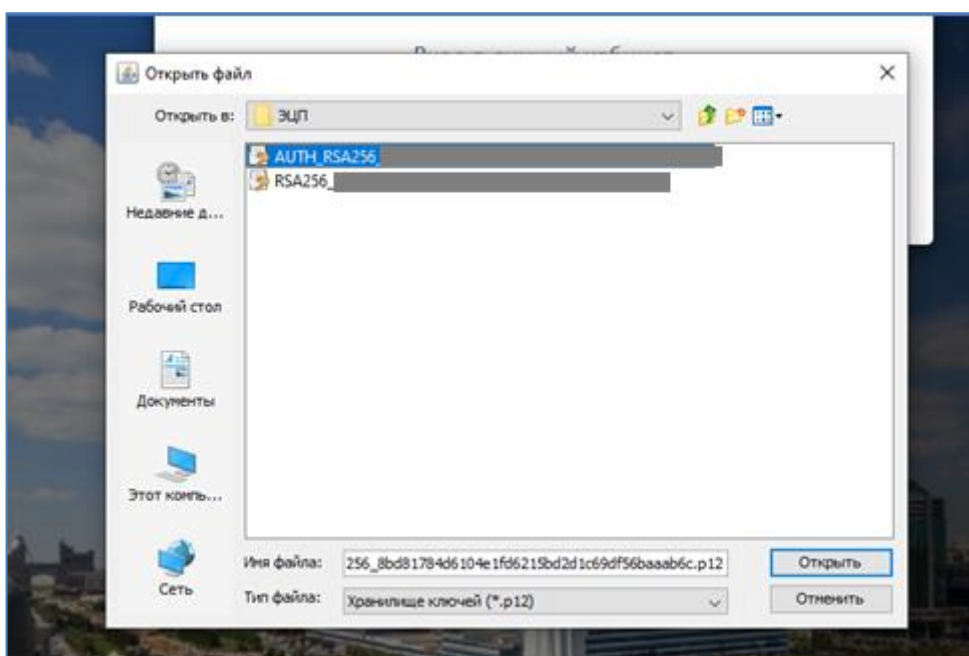 Открыть файл
Открыть в:
ЭЦП
AUTH_RSA256_
RSA256_
Недавние д...
Рабочий стол
Документы
Этот компь...
Сеть
Имя файла: 256_8bd81784d6104e1fd6215bd2d1c69df56baaab6c.p12 Открыть
Тип файла: Хранилище ключей (*.p12) Отменить